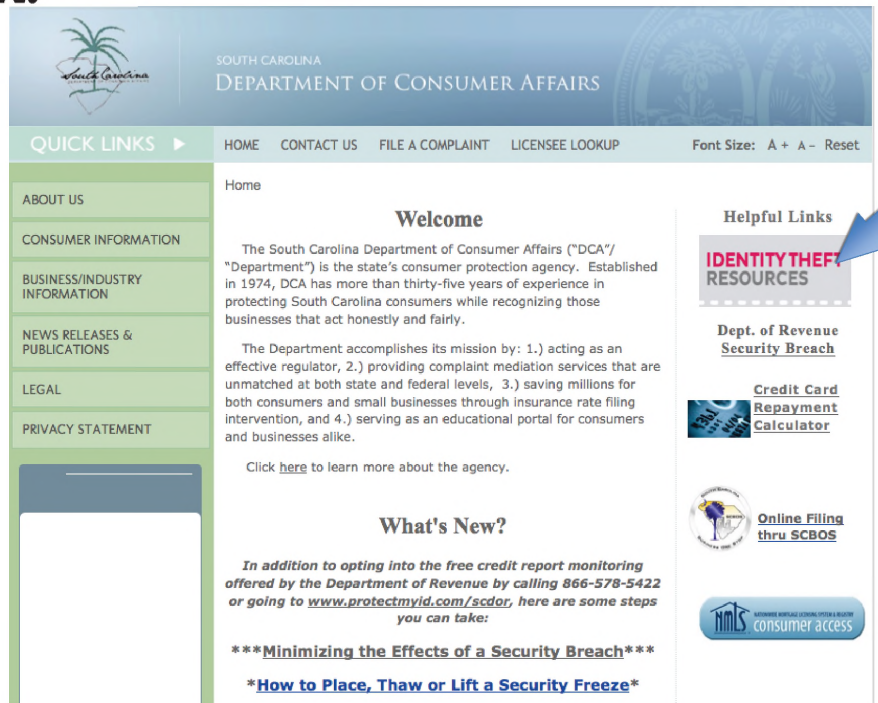 South Carolina
SOUTH CAROLINA
DEPARTMENT OF CONSUMER AFFAIRS
QUICK LINKS
HOME CONTACT US FILE A COMPLAINT LICENSEE LOOKUP
Font Size: A + A – Reset
ABOUT US
CONSUMER INFORMATION
BUSINESS/INDUSTRY
INFORMATION
NEWS RELEASES &
PUBLICATIONS
LEGAL
PRIVACY STATEMENT
Home
Welcome
The South Carolina Department of Consumer Affairs ("DCA"/
"Department") is the state's consumer protection agency. Established
in 1974, DCA has more than thirty-five years of experience in
protecting South Carolina consumers while recognizing those
businesses that act honestly and fairly.
The Department accomplishes its mission by: 1.) acting as an
effective regulator, 2.) providing complaint mediation services that are
unmatched at both state and federal levels, 3.) saving millions for
both consumers and small businesses through insurance rate filing
intervention, and 4.) serving as an educational portal for consumers
and businesses alike.
Click here to learn more about the agency.
What's New?
In addition to opting into the free credit report monitoring
offered by the Department of Revenue by calling 866-578-5422
or going to www.protectmyid.com/scdor, here are some steps
you can take:
***Minimizing the Effects of a Security Breach***
*How to Place, Thaw or Lift a Security Freeze*
Helpful Links
IDENTITY THEFT
RESOURCES
Dept. of Revenue
Security Breach
Credit Card
Repayment
Calculator
Online Filing
thru SCBOS
NMLS
NATIONWIDE MORTGAGE LICENSING SYSTEM & REGISTRY
consumer access